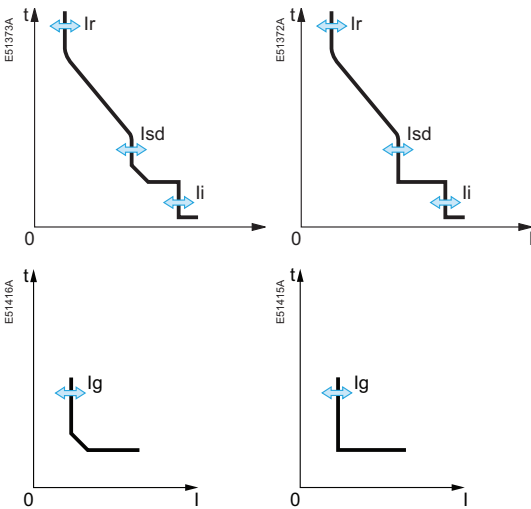 E51373A
t
Ir
Isd
Ii
0
E51372A
t
Ir
Isd
Ii
0
I
E51416A
t
Ig
0
I
E51415A
t
Ig
0
I